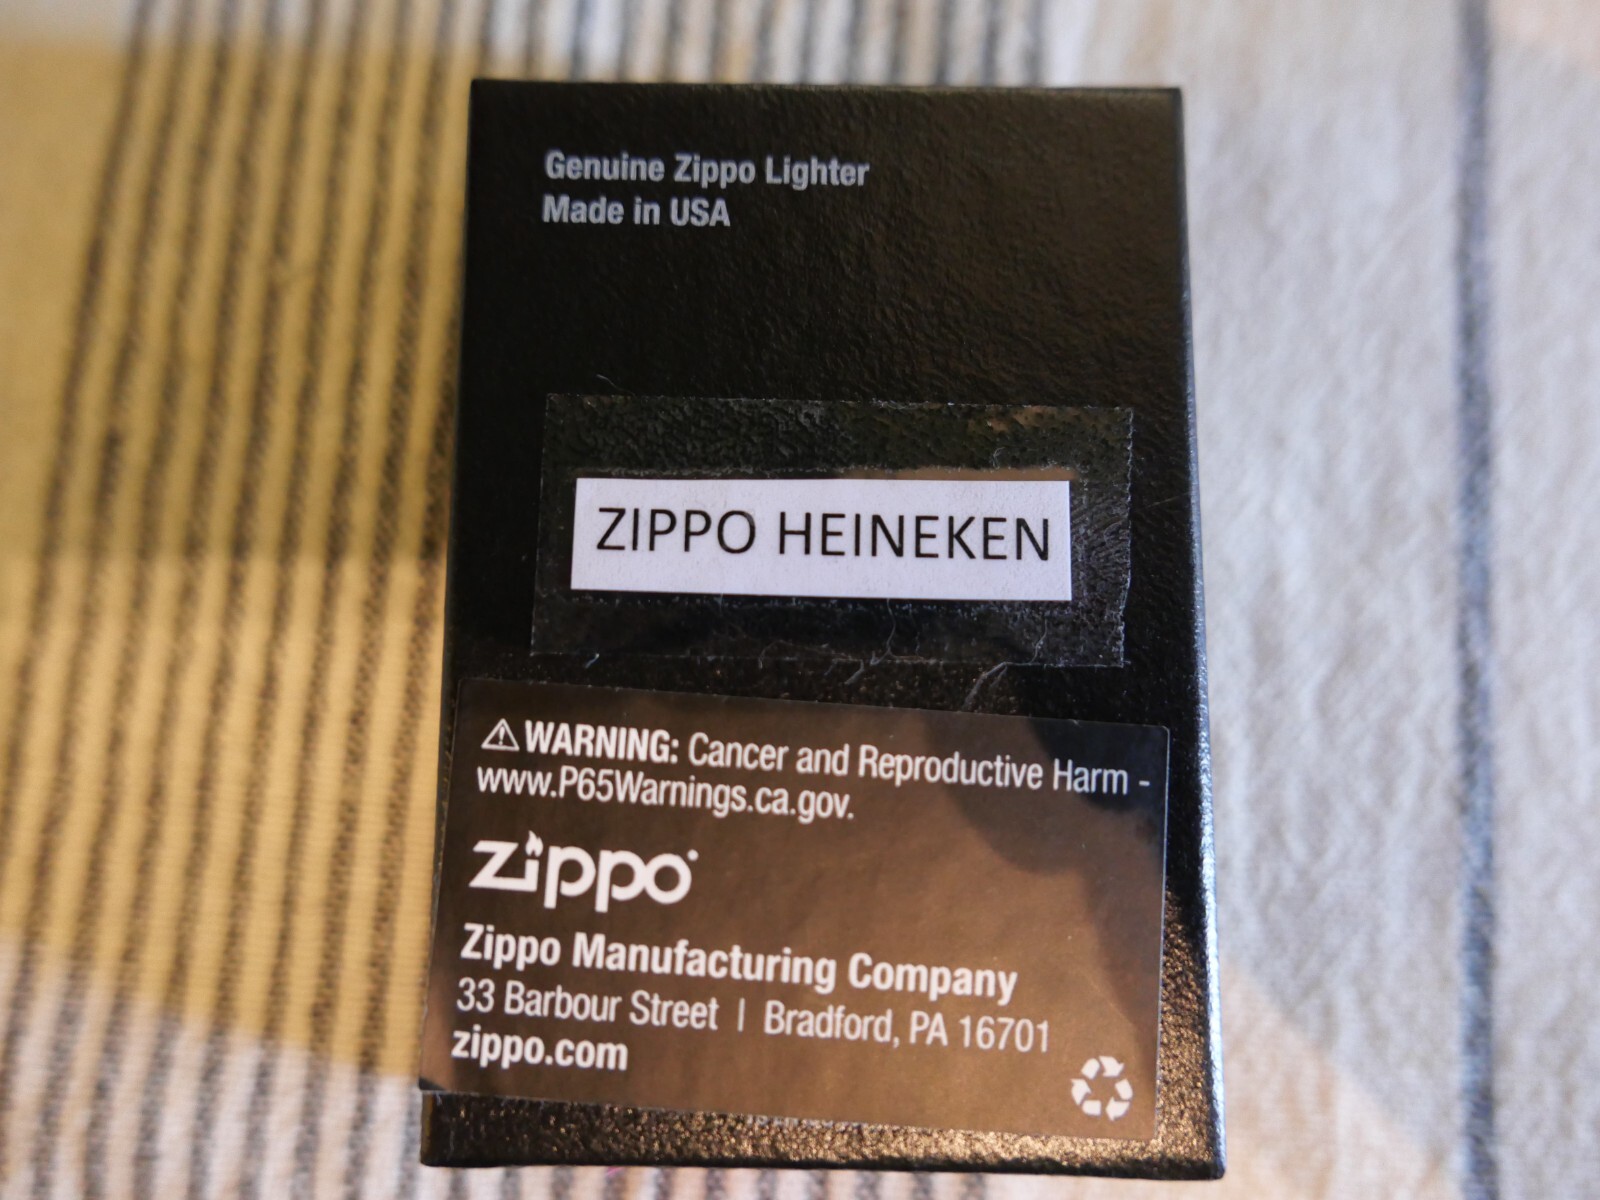 Genuine Zippo Lighter
Made in USA
ZIPPO HEINEKEN
⚠ WARNING: Cancer and Reproductive Harm -
www.P65Warnings.ca.gov.
zippo
Zippo Manufacturing Company
33 Barbour Street | Bradford, PA 16701
zippo.com